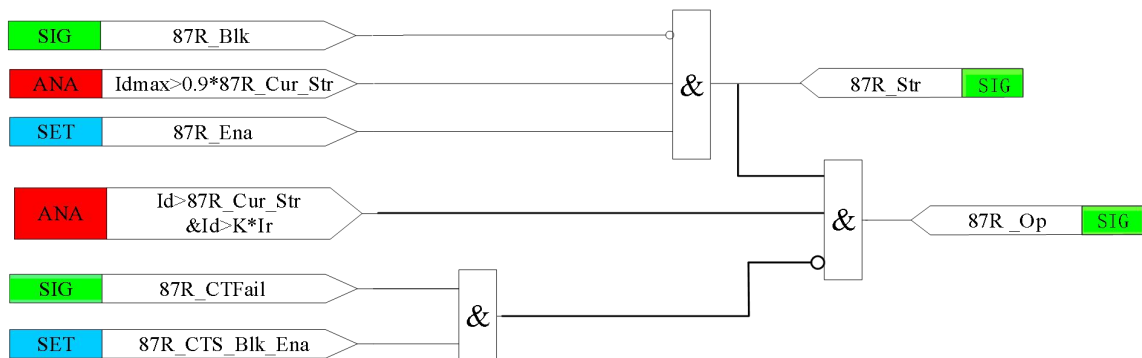 SIG 87R_Blk
&
ANA Idmax>0.9*87R_Cur_Str
87R_Str SIG
SET 87R_Ena
ANA Id>87R_Cur_Str
&Id>K*Ir
&
87R _Op SIG
SIG 87R_CTFail
&
SET 87R_CTS_Blk_Ena